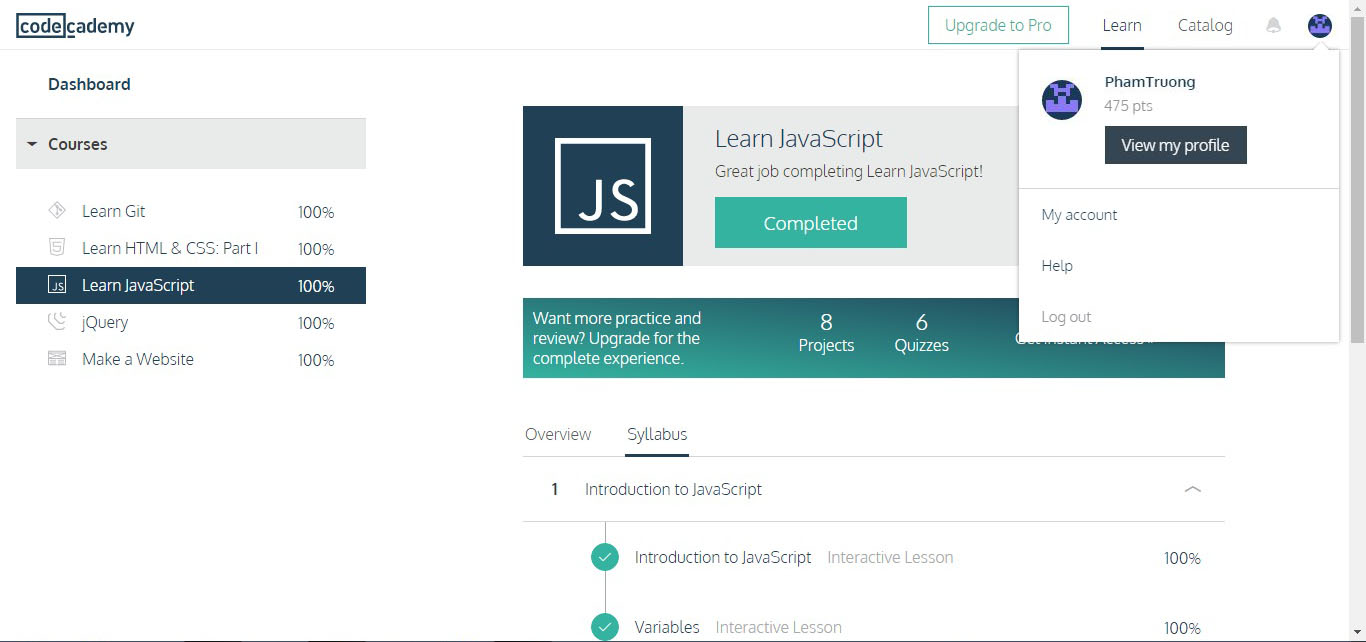 codecademy
Upgrade to Pro
Learn
Catalog
PhamTruong
475 pts
View my profile
My account
Help
Log out
Dashboard
Courses
Learn Git 100%
Learn HTML & CSS: Part I 100%
JS Learn JavaScript 100%
jQuery 100%
Make a Website 100%
JS
Learn JavaScript
Great job completing Learn JavaScript!
Completed
Want more practice and
review? Upgrade for the
complete experience.
8
Projects
6
Quizzes
Get Instant Access
Overview
Syllabus
1 Introduction to JavaScript
Introduction to JavaScript Interactive Lesson 100%
Variables Interactive Lesson 100%